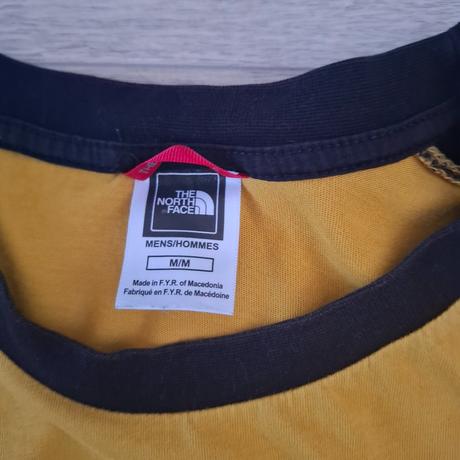 THE
NORTH
FACE
MENS/HOMMES
M/M
Made in F.Y.R. of Macedonia
Fabriqué en F.Y.R. de Macédoine